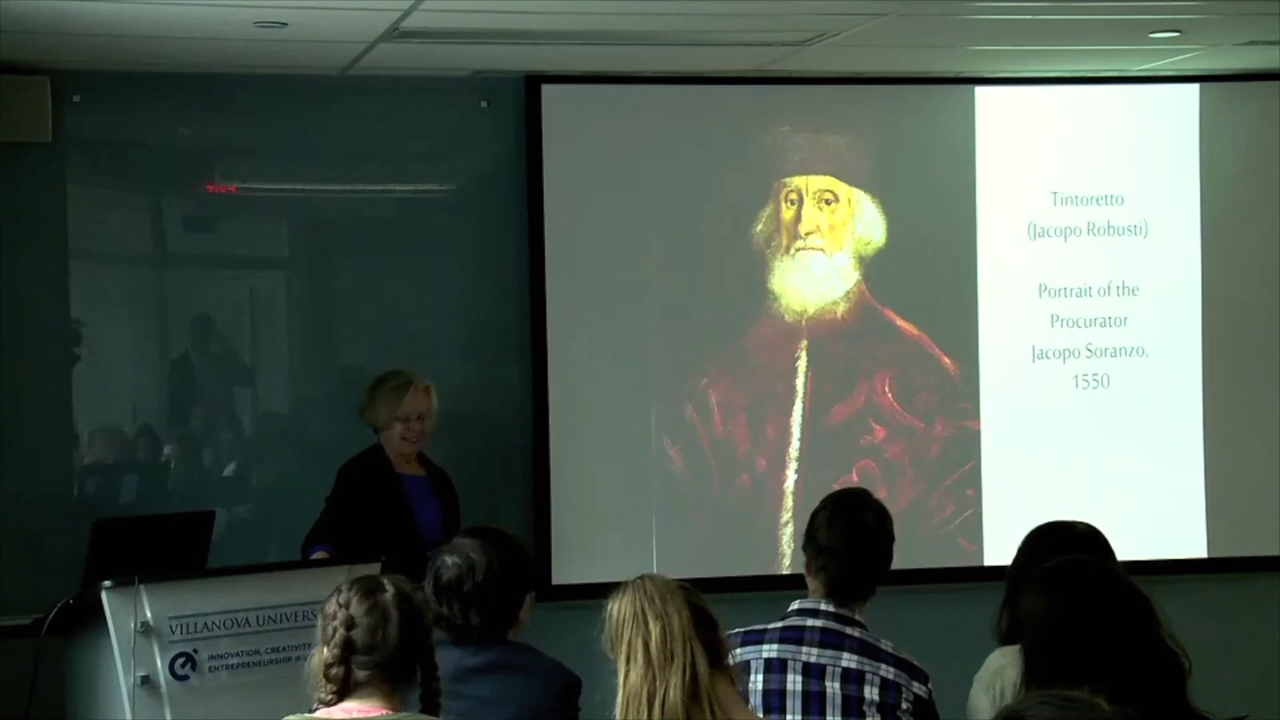 Tintoretto
(Jacopo Robusti)
Portrait of the
Procurator
Jacopo Soranzo,
1550
VILLANOVA UNIVERS
INNOVATION, CREATIVITY
ENTREPRENEURSHIP